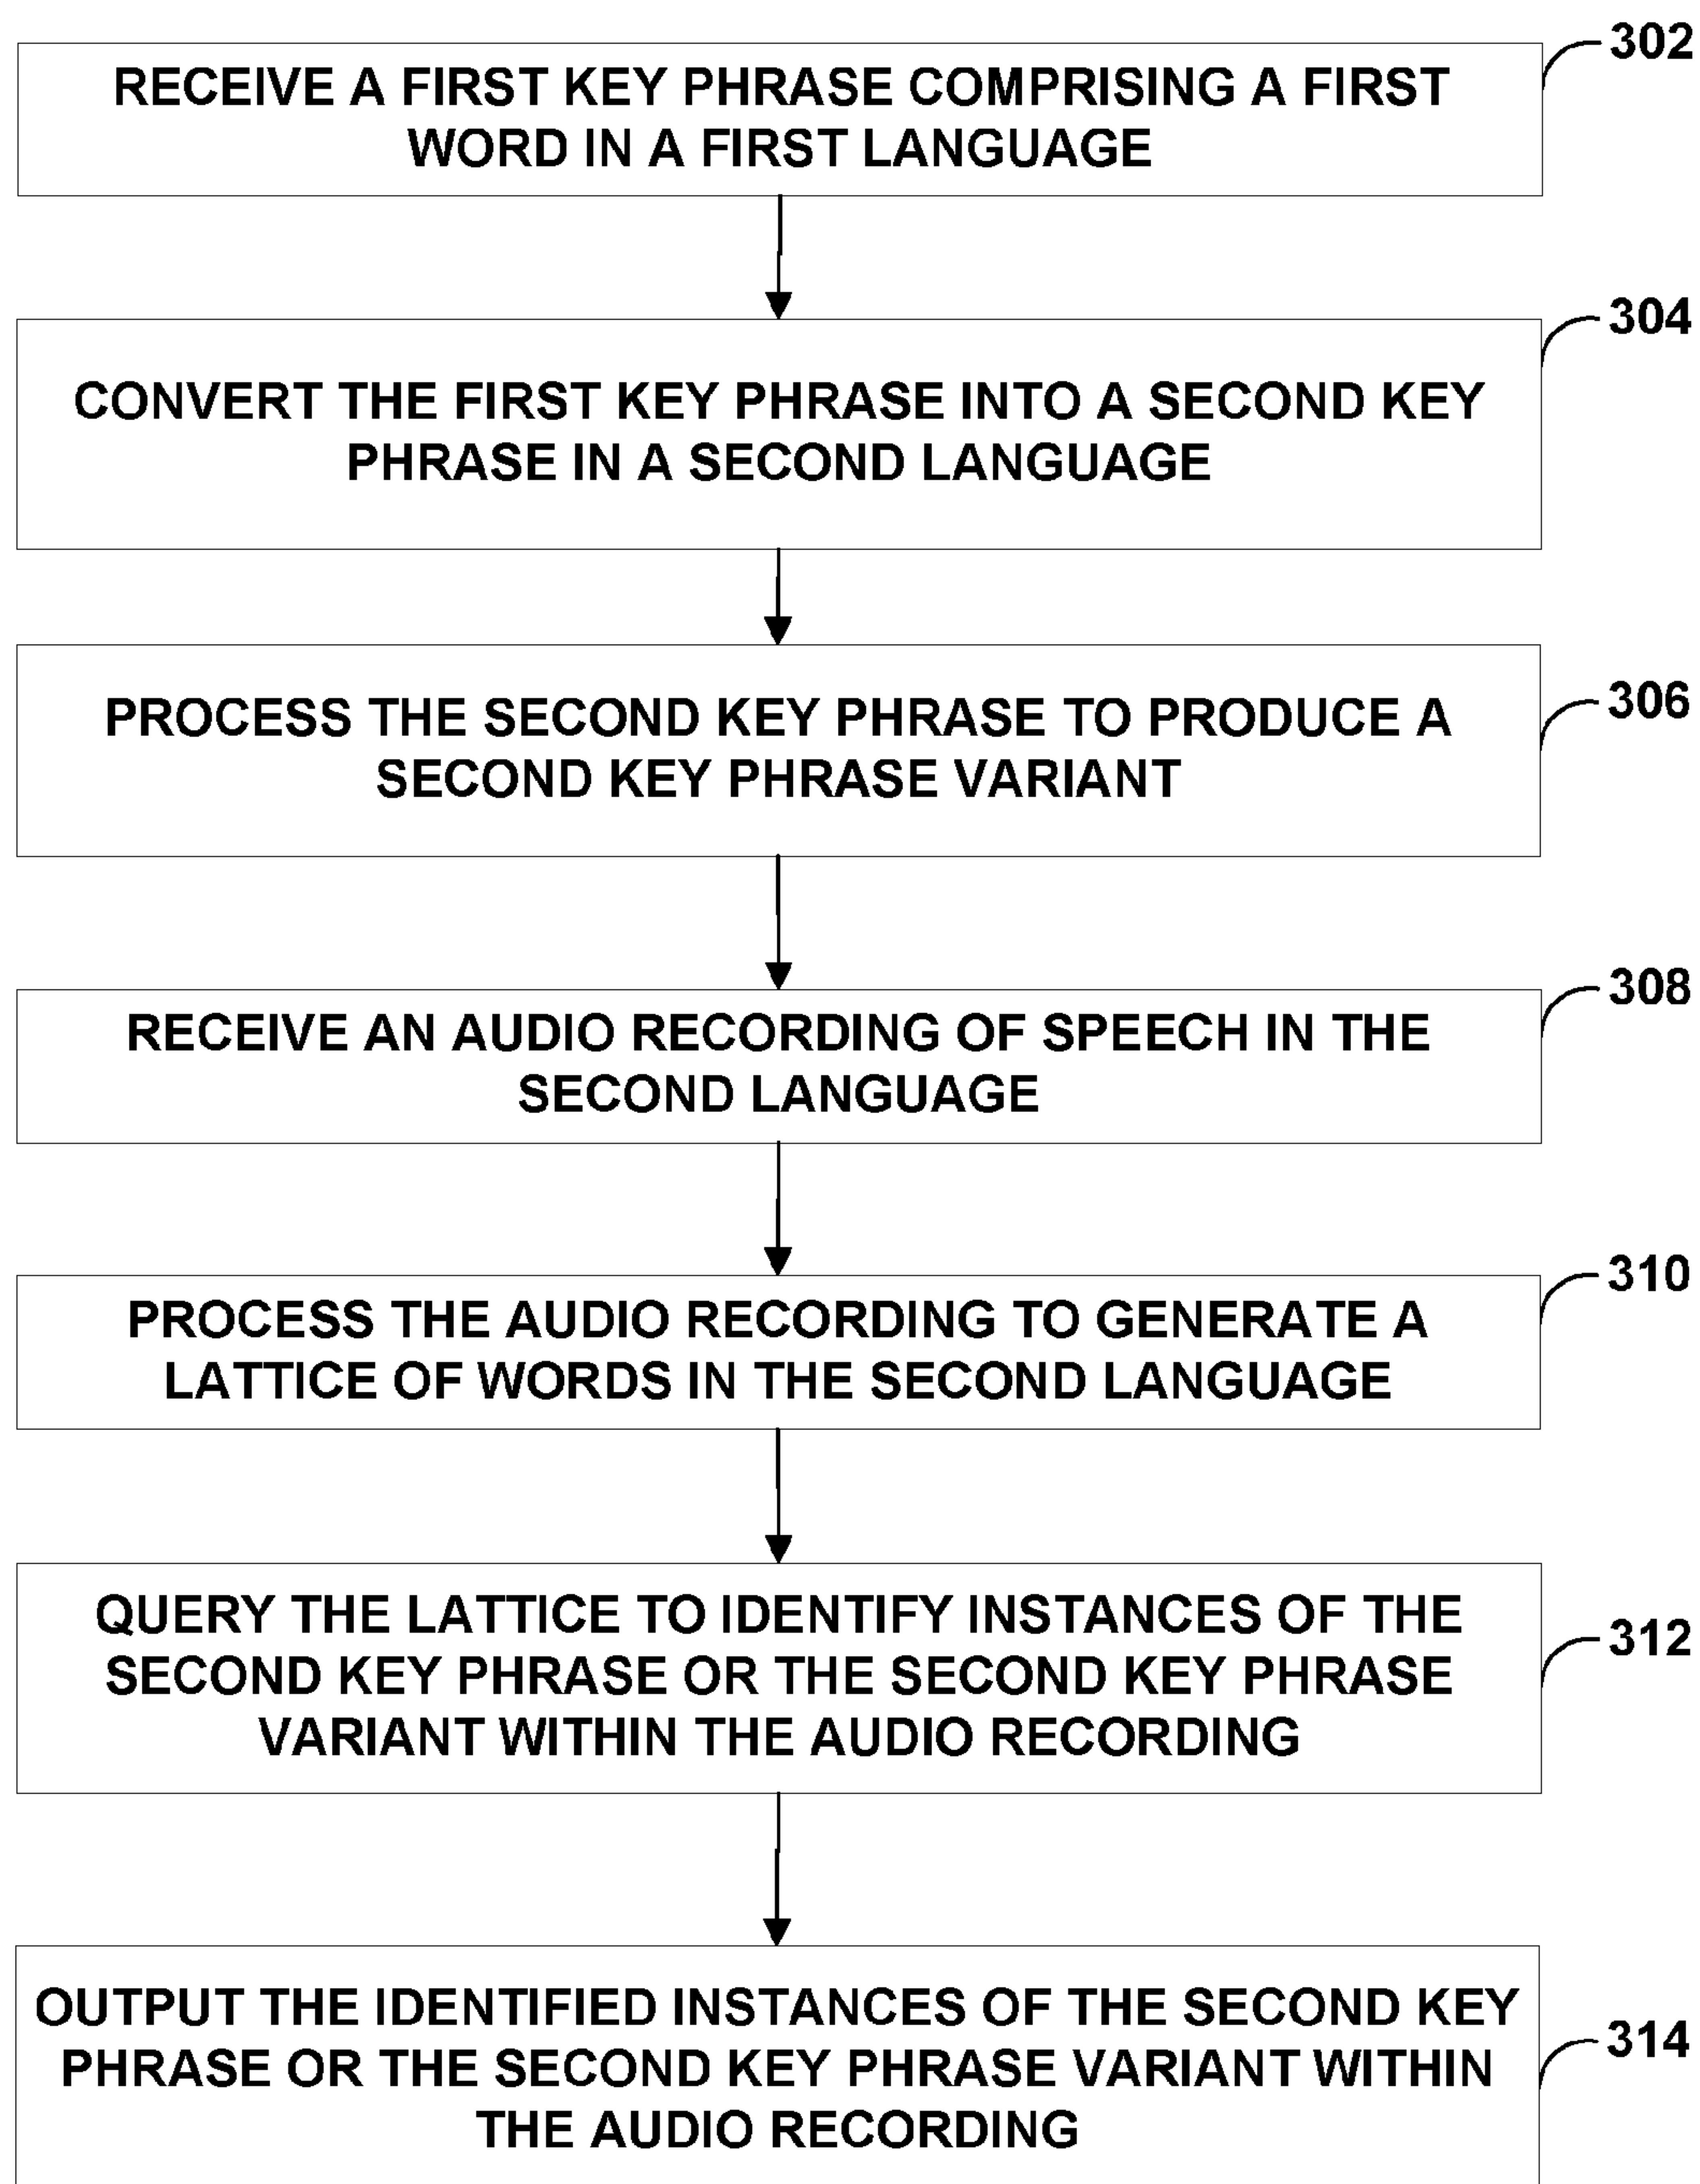 302
RECEIVE A FIRST KEY PHRASE COMPRISING A FIRST
WORD IN A FIRST LANGUAGE
304
CONVERT THE FIRST KEY PHRASE INTO A SECOND KEY
PHRASE IN A SECOND LANGUAGE
306
PROCESS THE SECOND KEY PHRASE TO PRODUCE A
SECOND KEY PHRASE VARIANT
308
RECEIVE AN AUDIO RECORDING OF SPEECH IN THE
SECOND LANGUAGE
310
PROCESS THE AUDIO RECORDING TO GENERATE A
LATTICE OF WORDS IN THE SECOND LANGUAGE
312
QUERY THE LATTICE TO IDENTIFY INSTANCES OF THE
SECOND KEY PHRASE OR THE SECOND KEY PHRASE
VARIANT WITHIN THE AUDIO RECORDING
314
OUTPUT THE IDENTIFIED INSTANCES OF THE SECOND KEY
PHRASE OR THE SECOND KEY PHRASE VARIANT WITHIN
THE AUDIO RECORDING